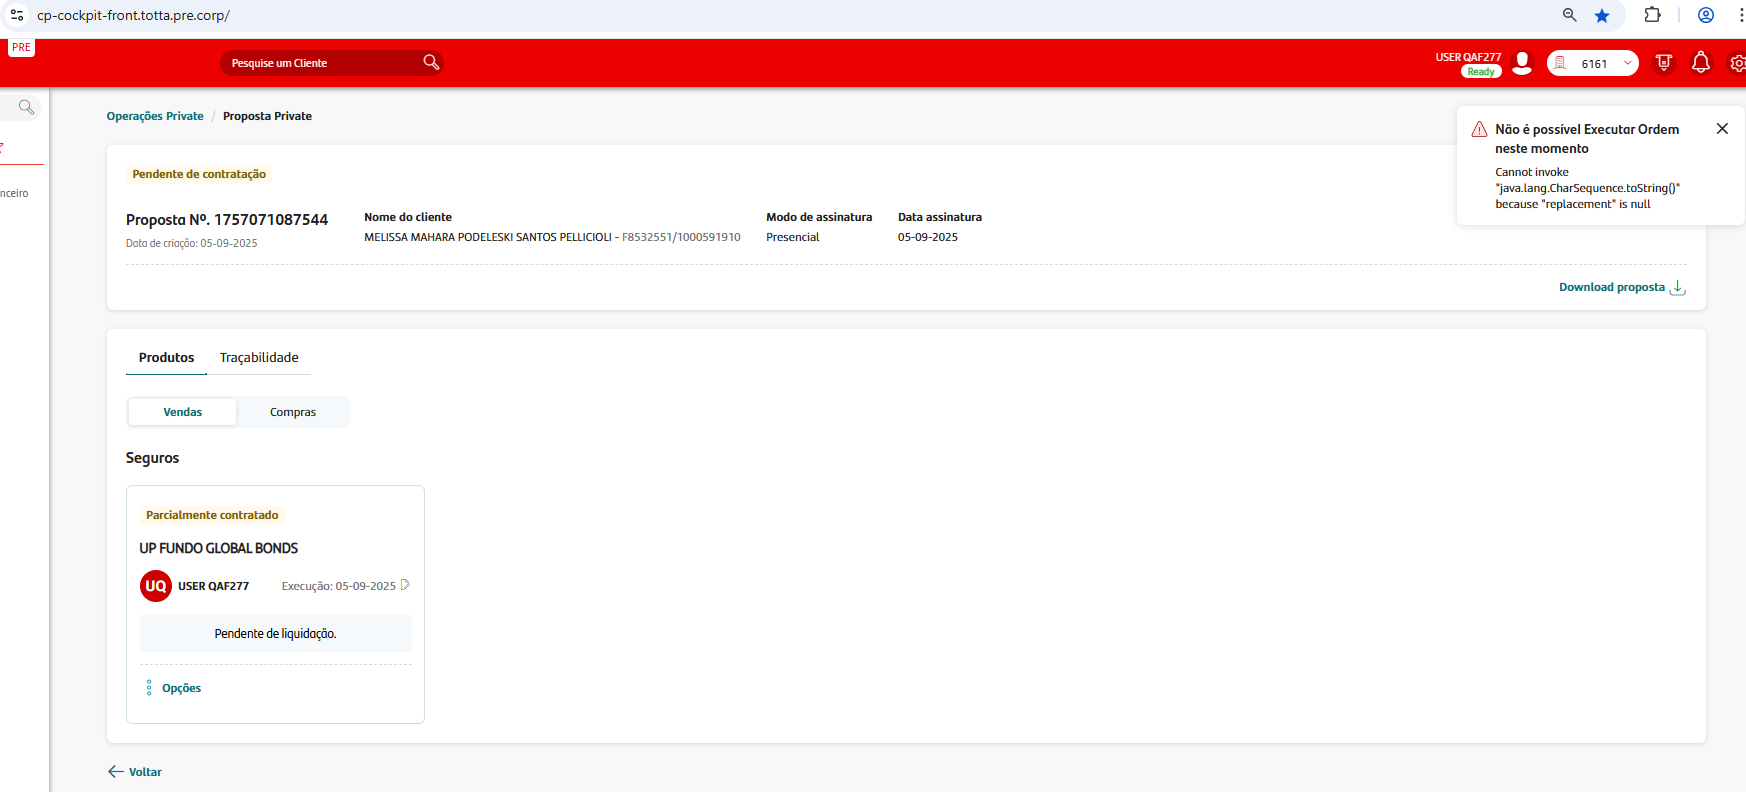 cp-cockpit-front.totta.pre.corp/
PRE
Pesquise um Cliente
USER QAF277
Ready
6161
nceiro
Operações Private / Proposta Private
Não é possível Executar Ordem
neste momento
Cannot invoke
"java.lang.CharSequence.toString()"
because "replacement" is null
Pendente de contratação
Proposta Nº. 1757071087544
Data de criação: 05-09-2025
Nome do cliente
MELISSA MAHARA PODELESKI SANTOS PELLICIOLI - F8532551/1000591910
Modo de assinatura
Presencial
Data assinatura
05-09-2025
Download proposta
Produtos
Traçabilidade
Vendas
Compras
Seguros
Parcialmente contratado
UP FUNDO GLOBAL BONDS
UQ USER QAF277 Execução: 05-09-2025
Pendente de liquidação.
Opções
Voltar